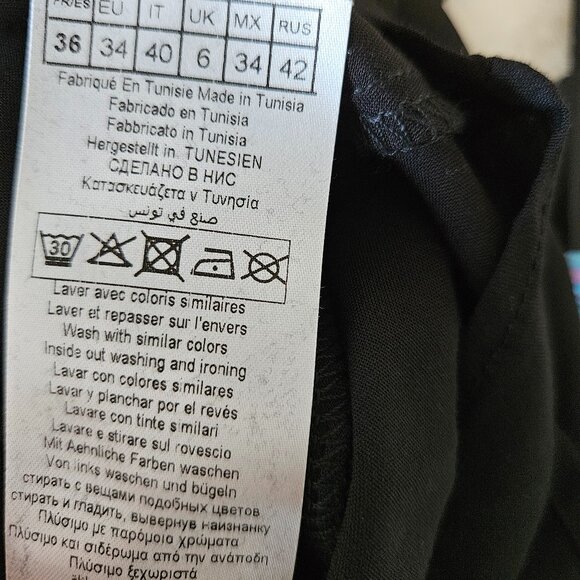 FR/ES EU IT UK MX RUS
36 34 40 6 34 42
Fabriqué En Tunisie Made in Tunisia
Fabricado en Tunisia
Fabbricato in Tunisia
Hergestellt in TUNESIEN
СДЕЛАНО В НИС
Κατασκευάζετα ν Τυνησία
صنع في تونس
30
Laver avec coloris similaires
Laver et repasser sur l'envers
Wash with similar colors
Inside out washing and ironing
Lavar con colores similares
Lavar y planchar por el revés
Lavare con tinte similari
Lavare e stirare sul rovescio
Mit Aehnliche Farben waschen
Von links waschen und bügeln
стирать с вещами подобных цветов
стирать и гладить, вывернув наизнанку
Πλύσιμο με παρόμοια χρώματα
Πλύσιμο και σιδέρωμα από την ανάποδη
Πλύσιμο ξεχωριστά